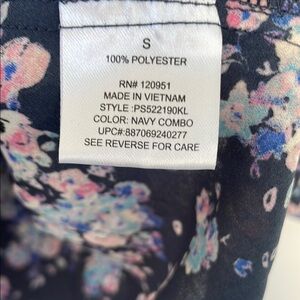 S
100% POLYESTER
RN# 120951
MADE IN VIETNAM
STYLE :PS522190KL
COLOR: NAVY COMBO
UPC#:887069240277
SEE REVERSE FOR CARE